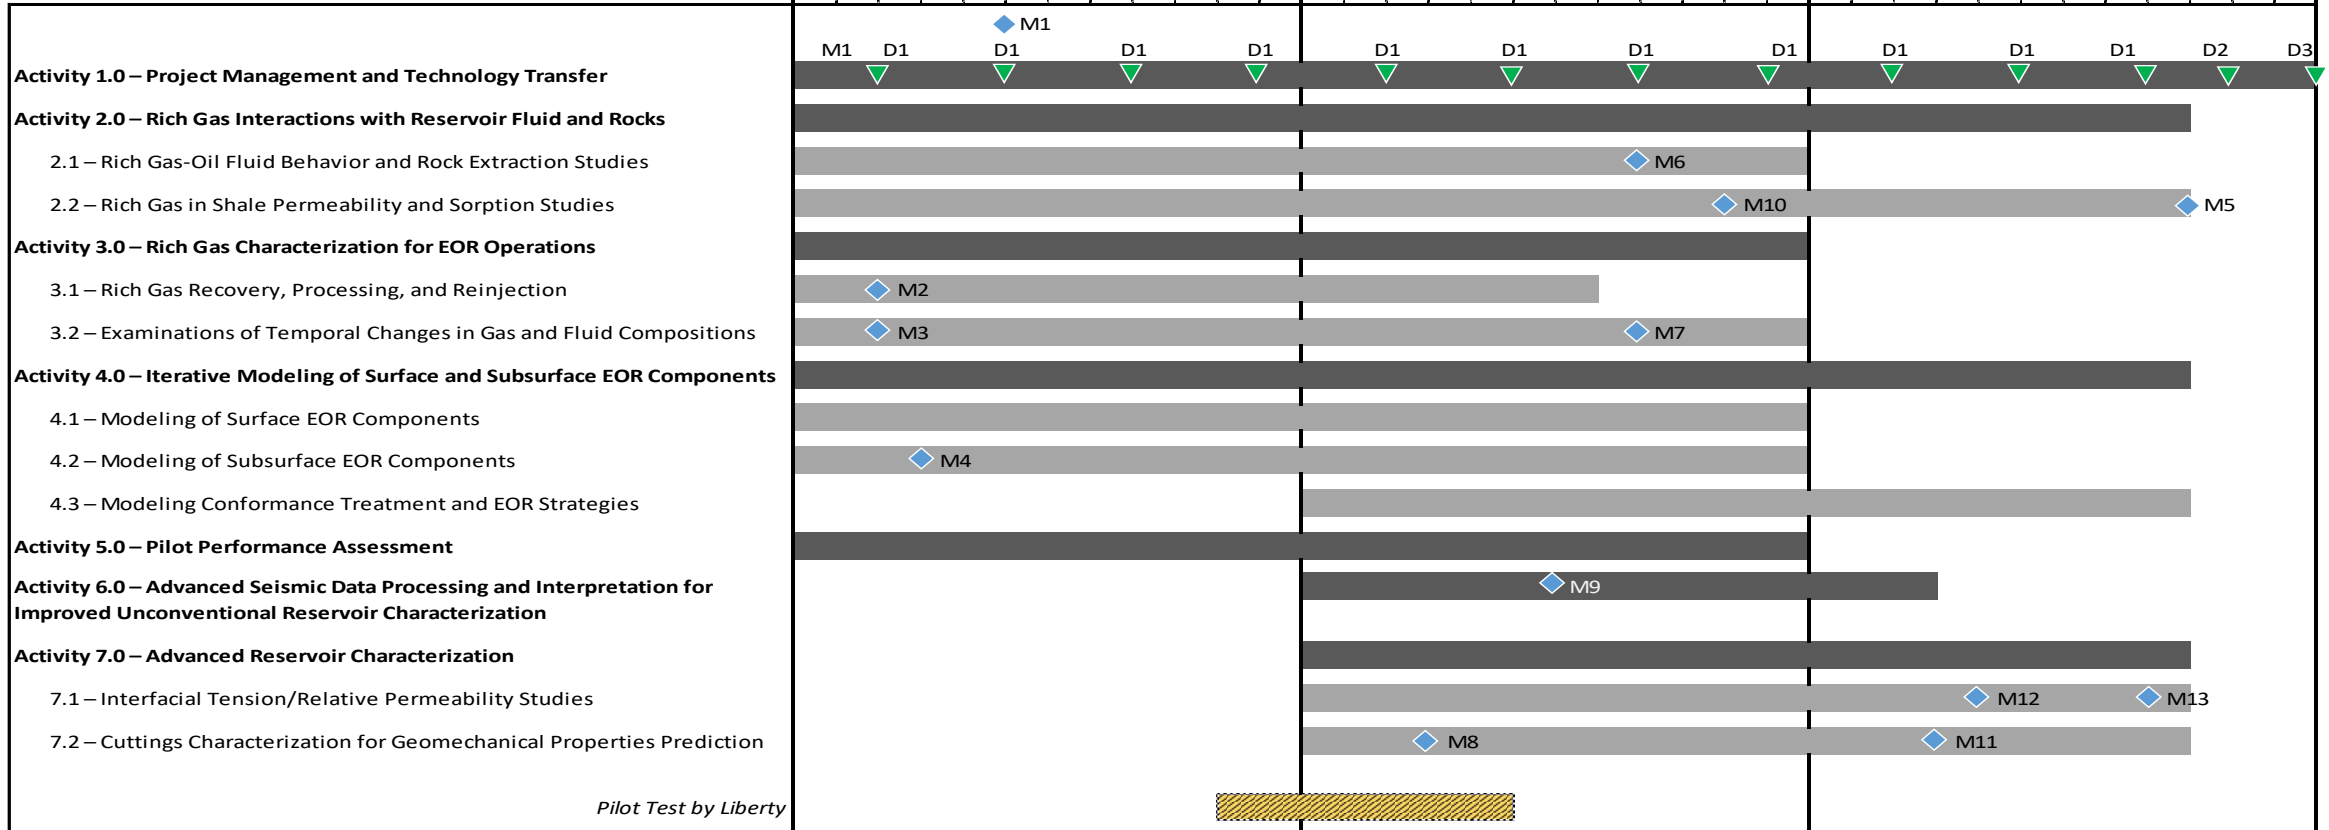 M1
M1 D1 D1 D1 D1 D1 D1 D1 D1 D1 D1 D1 D2 D3
Activity 1.0 – Project Management and Technology Transfer
Activity 2.0 – Rich Gas Interactions with Reservoir Fluid and Rocks
2.1 – Rich Gas-Oil Fluid Behavior and Rock Extraction Studies M6
2.2 – Rich Gas in Shale Permeability and Sorption Studies M10 M5
Activity 3.0 – Rich Gas Characterization for EOR Operations
3.1 – Rich Gas Recovery, Processing, and Reinjection M2
3.2 – Examinations of Temporal Changes in Gas and Fluid Compositions M3 M7
Activity 4.0 – Iterative Modeling of Surface and Subsurface EOR Components
4.1 – Modeling of Surface EOR Components
4.2 – Modeling of Subsurface EOR Components M4
4.3 – Modeling Conformance Treatment and EOR Strategies
Activity 5.0 – Pilot Performance Assessment
Activity 6.0 – Advanced Seismic Data Processing and Interpretation for M9
Improved Unconventional Reservoir Characterization
Activity 7.0 – Advanced Reservoir Characterization
7.1 – Interfacial Tension/Relative Permeability Studies M12 M13
7.2 – Cuttings Characterization for Geomechanical Properties Prediction M8 M11
Pilot Test by Liberty